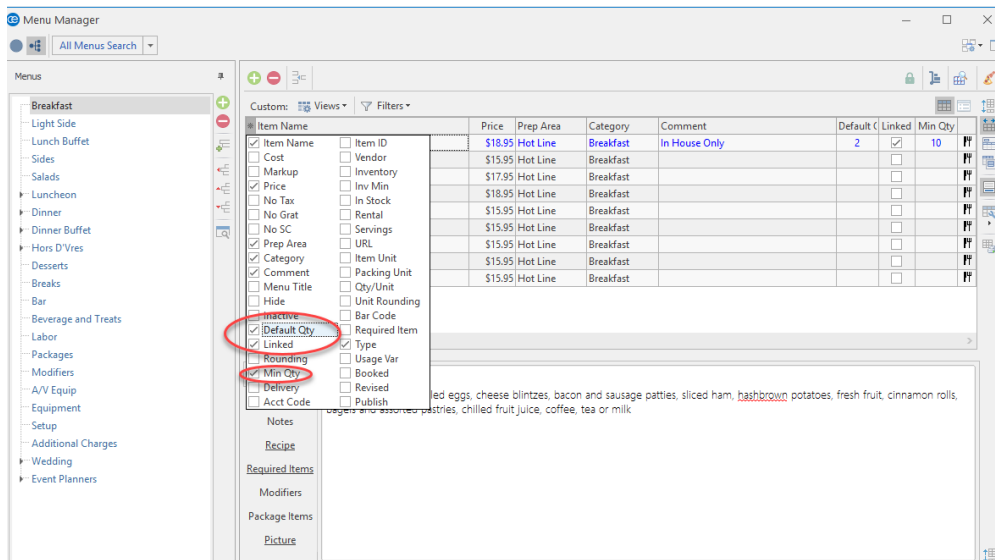 Menu Manager
All Menus Search
Menus
Breakfast
Light Side
Lunch Buffet
Sides
Salads
Luncheon
Dinner
Dinner Buffet
Hors D'Vres
Desserts
Breaks
Bar
Beverage and Treats
Labor
Packages
Modifiers
A/V Equip
Equipment
Setup
Additional Charges
Wedding
Event Planners
Custom: Views Filters
Item Name Price Prep Area Category Comment Default ( Linked Min Qty
$18.95 Hot Line Breakfast In House Only 2 10
$15.95 Hot Line Breakfast
$17.95 Hot Line Breakfast
$18.95 Hot Line Breakfast
$15.95 Hot Line Breakfast
$15.95 Hot Line Breakfast
$15.95 Hot Line Breakfast
$15.95 Hot Line Breakfast
$15.95 Hot Line Breakfast
Item Name Item ID
Cost Vendor
Markup Inventory
Price Inv Min
No Tax In Stock
No Grat Rental
No SC Servings
Prep Area URL
Category Item Unit
Comment Packing Unit
Menu Title Qty/Unit
Hide Unit Rounding
Inactive Bar Code
Default Qty Required Item
Linked Type
Rounding Usage Var
Min Qty Booked
Delivery Revised
Acct Code Publish
led eggs, cheese blintzes, bacon and sausage patties, sliced ham, hashbrown potatoes, fresh fruit, cinnamon rolls,
bagels and assorted pastries, chilled fruit juice, coffee, tea or milk
Notes
Recipe
Required Items
Modifiers
Package Items
Picture